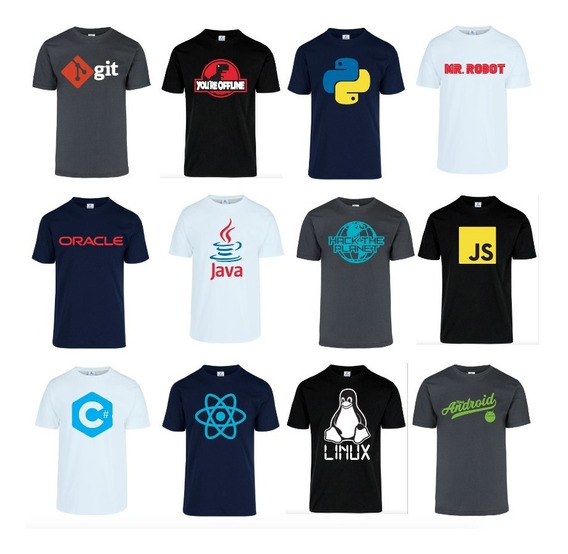 git
YOU'RE OFFLINE
MR. ROBOT
ORACLE
Java
HACK THE
PLANET
JS
C#
LINUX
Android